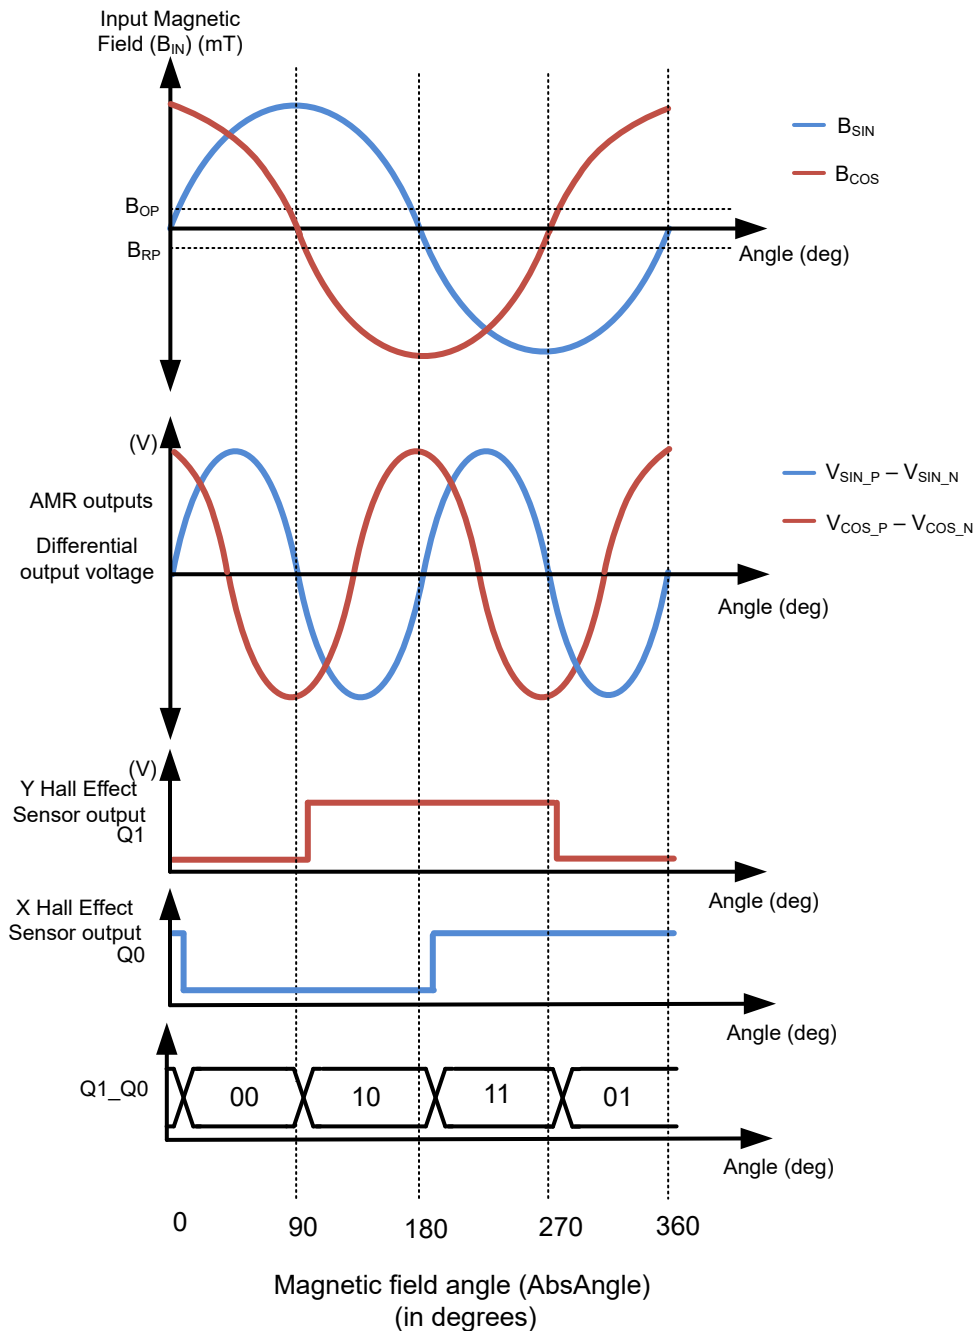 Input Magnetic
Field (BIN) (mT)
BSIN
BCOS
BOP
BRP
Angle (deg)
(V)
AMR outputs
Differential
output voltage
VSIN_P – VSIN_N
VCOS_P – VCOS_N
Angle (deg)
(V)
Y Hall Effect
Sensor output
Q1
Angle (deg)
X Hall Effect
Sensor output
Q0
Angle (deg)
Q1_Q0
00 10 11 01
Angle (deg)
0 90 180 270 360
Magnetic field angle (AbsAngle)
(in degrees)